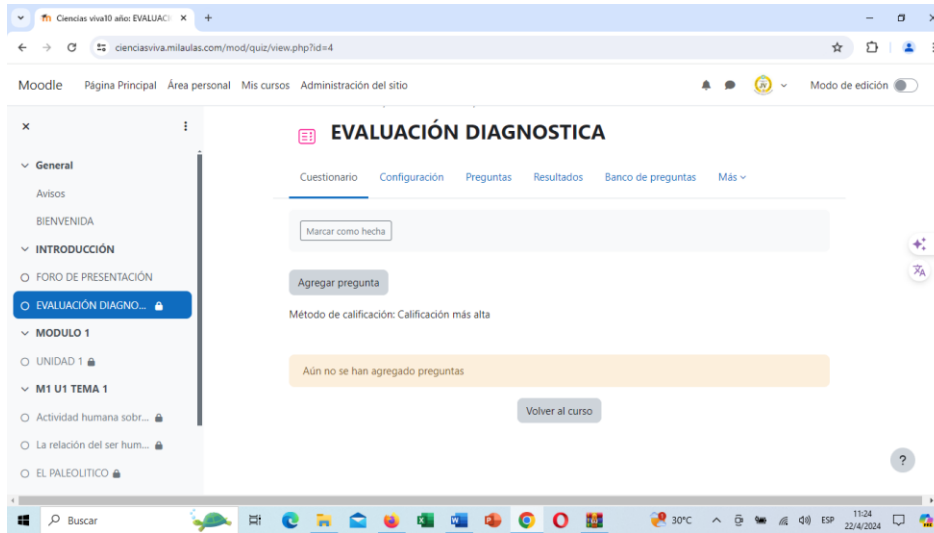 Ciencias viva10 año: EVALUACI
cienciasviva.milaulas.com/mod/quiz/view.php?id=4
Moodle Página Principal Área personal Mis cursos Administración del sitio Modo de edición
General
Avisos
BIENVENIDA
INTRODUCCIÓN
FORO DE PRESENTACIÓN
EVALUACIÓN DIAGNO...
MODULO 1
UNIDAD 1
M1 U1 TEMA 1
Actividad humana sobr...
La relación del ser hum...
EL PALEOLITICO
EVALUACIÓN DIAGNOSTICA
Cuestionario Configuración Preguntas Resultados Banco de preguntas Más
Marcar como hecha
Agregar pregunta
Método de calificación: Calificación más alta
Aún no se han agregado preguntas
Volver al curso
?
Buscar
30°C
ESP
11:24
22/4/2024